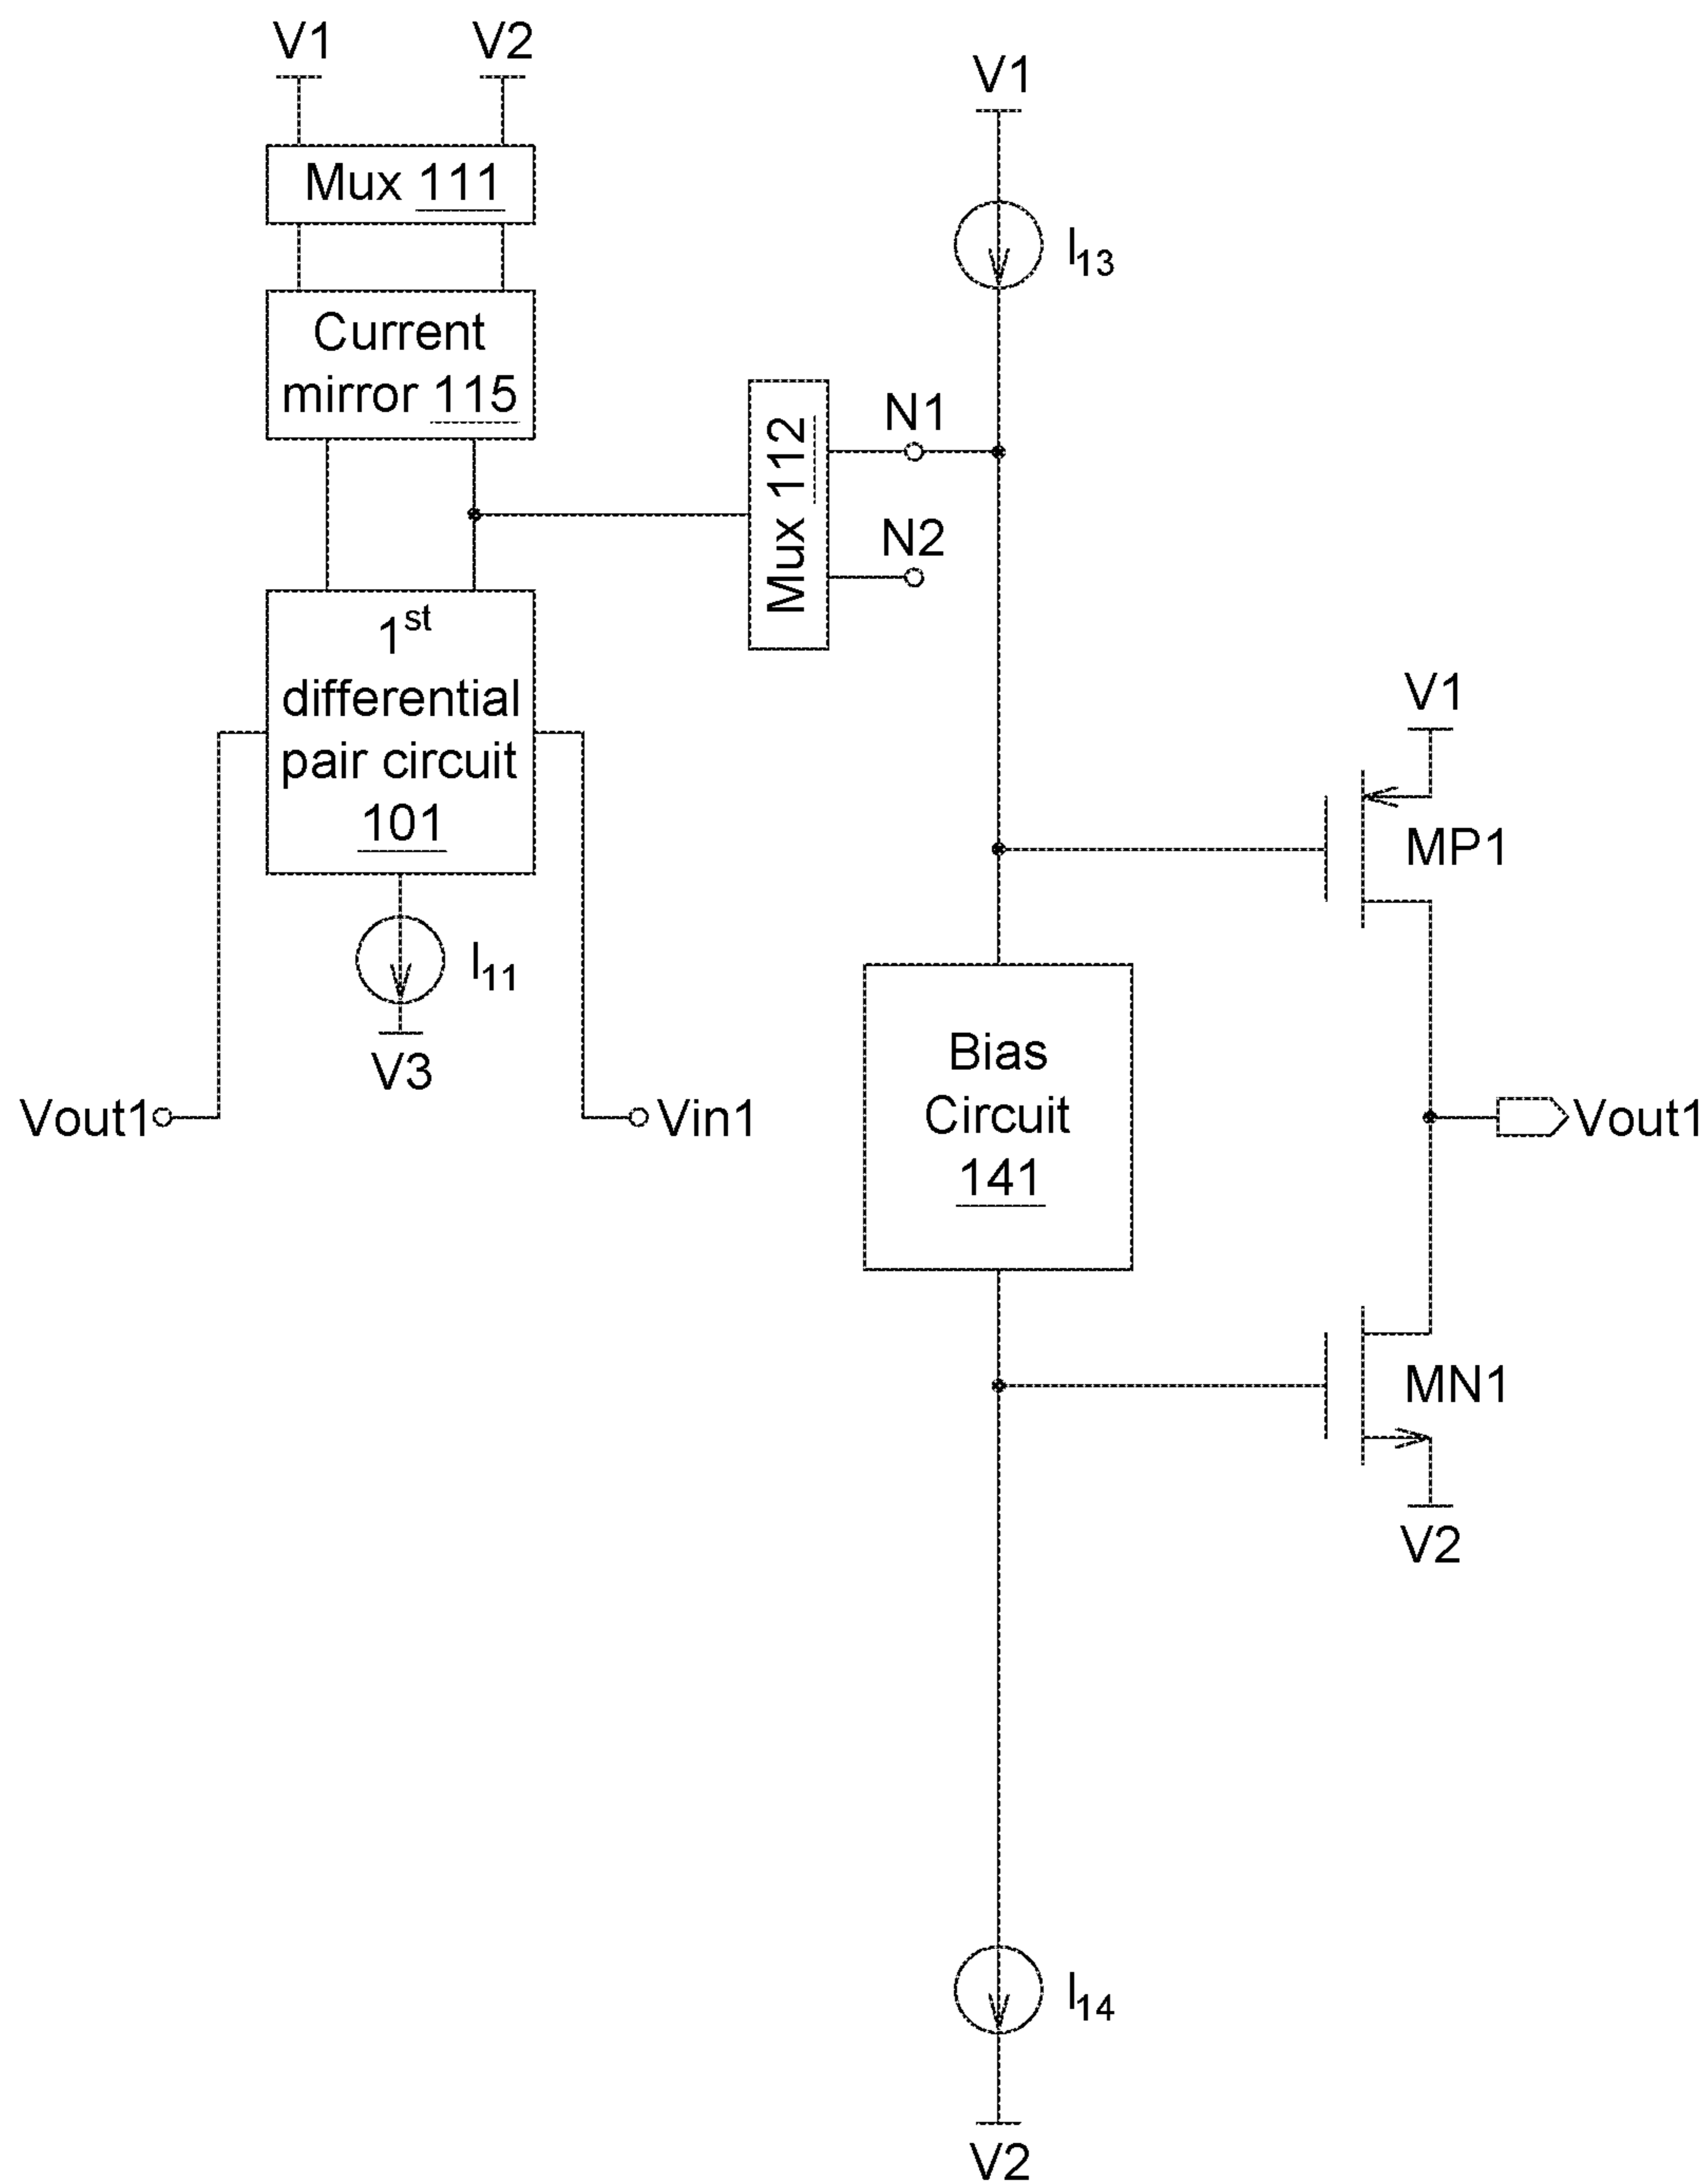 V1 V2
Mux 111
Current
mirror 115
1st
differential
pair circuit
101
I11
V3
Vout1
Vin1
Mux 112
N1
N2
V1
I13
Bias
Circuit
141
I14
V2
V1
MP1
Vout1
MN1
V2